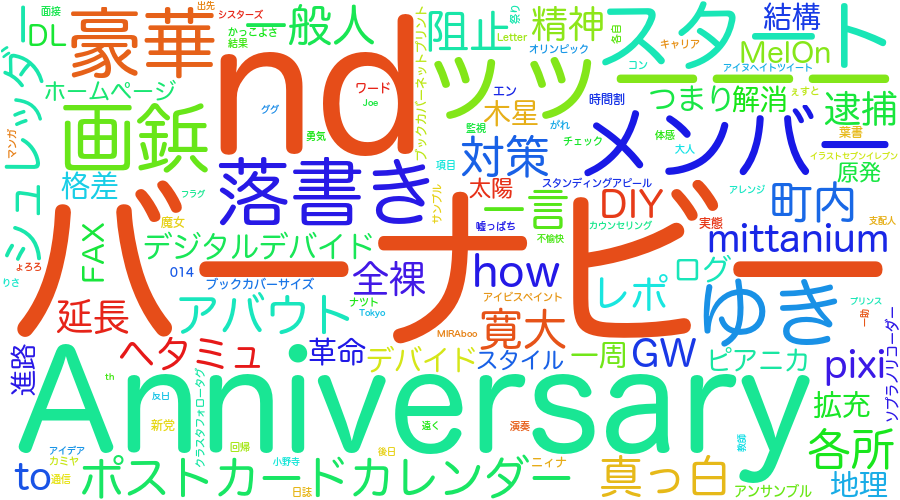 面接
出先
シスターズ
DL
豪華
一般人
かっこよさ
結果
nd
阻止
精神
Letter
祭り
オリンピック
各自
スタート
結構
キャリア
MelOn
コン
アイヌヘイトツイート
シュレッダー
ホームページ
ブックカバーネットプリント
ワード
Joe
ググ
勇気
ッツ
エン
木星
時間割
監視
がれ
チェック
つまり
解消
ぇすと
逮捕
体感
大人
葉書
マンガ
画鋲
落書き
対策
メンバー
イラストセブンイレブン
原発
格差
フラグ
魔女
サンプル
項目
太陽
一言
スタンディングアピール
DIY
アレンジ
町内
支配人
嘘っぱち
不愉快
カウンセリング
実態
mittanium
FAX
デジタルデバイド
バーナビー
ょろろ
りさ
014
ブックカバーサイズ
全裸
how
レポ
ログ
ゆき
延長
アバウト
ナツト
Tokyo
アイビスペイント
MIRAboo
寛大
プリンス
一般
進路
ヘタミュ
革命
デバイド
スタイル
一周
GW
ピアニカ
pixi
ソプラノリコーダー
th
反日
新党
クラスタフォロータグ
Anniversary
遠く
演奏
拡充
各所
アイデア
カミヤ
通信
to
回帰
小野寺
日誌
後日
ポストカードカレンダー
ニィナ
真っ白
アンサンブル
地理